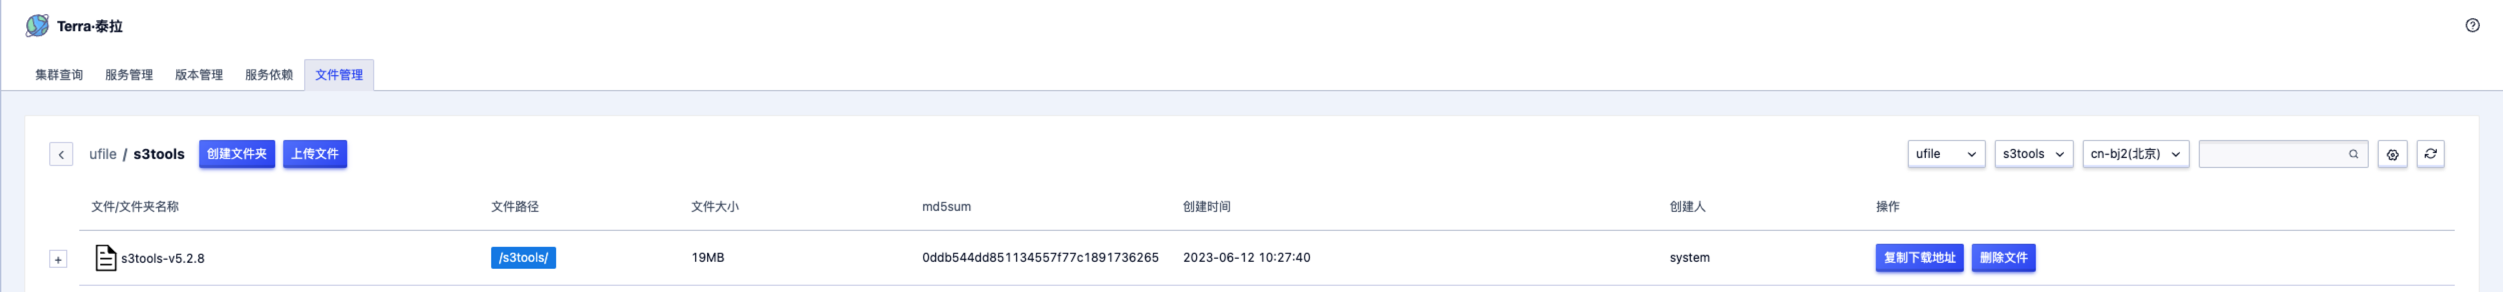 Terra·泰拉
集群查询 服务管理 版本管理 服务依赖 文件管理
ufile / s3tools 创建文件夹 上传文件 ufile s3tools cn-bj2(北京)
文件/文件夹名称 文件路径 文件大小 md5sum 创建时间 创建人 操作
s3tools-v5.2.8 /s3tools/ 19MB 0ddb544dd851134557f77c1891736265 2023-06-12 10:27:40 system 复制下载地址 删除文件